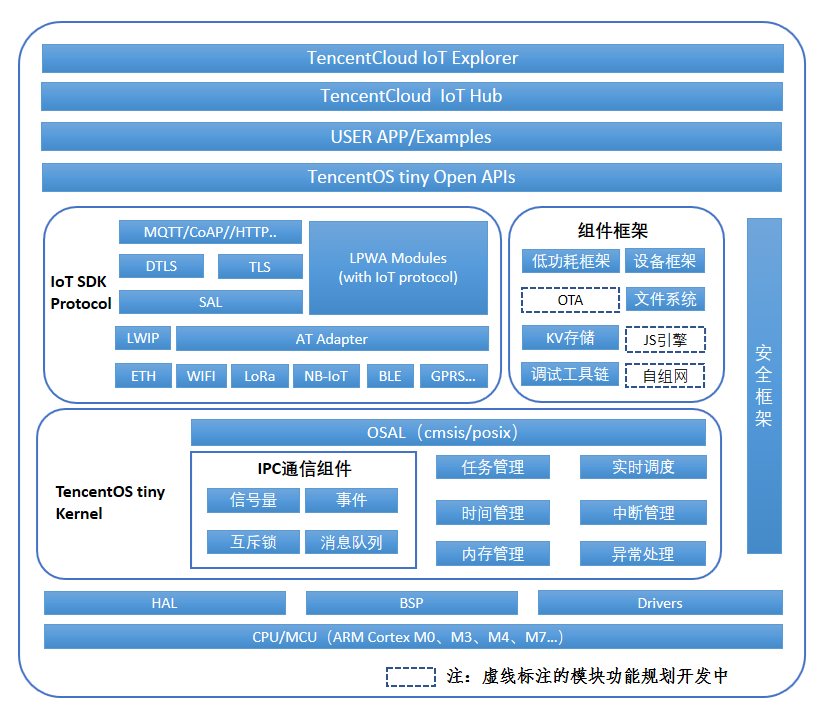 TencentCloud IoT Explorer
TencentCloud IoT Hub
USER APP/Examples
TencentOS tiny Open APIs
IoT SDK
Protocol
MQTT/CoAP//HTTP..
DTLS
TLS
SAL
LPWA Modules
(with IoT protocol)
LWIP
AT Adapter
ETH
WIFI
LoRa
NB-IoT
BLE
GPRS...
组件框架
低功耗框架
设备框架
OTA
文件系统
KV存储
JS引擎
调试工具链
自组网
安全框架
TencentOS tiny
Kernel
OSAL（cmsis/posix）
IPC通信组件
信号量
事件
互斥锁
消息队列
任务管理
实时调度
时间管理
中断管理
内存管理
异常处理
HAL
BSP
Drivers
CPU/MCU（ARM Cortex M0、M3、M4、M7...）
注：虚线标注的模块功能规划开发中